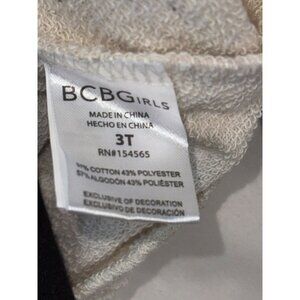 BCBGIRLS
MADE IN CHINA
HECHO EN CHINA
3T
RN#154565
57% COTTON 43% POLYESTER
57% ALGODÓN 43% POLIÉSTER
EXCLUSIVE OF DECORATION
EXCLUSIVO DE DECORACIÓN